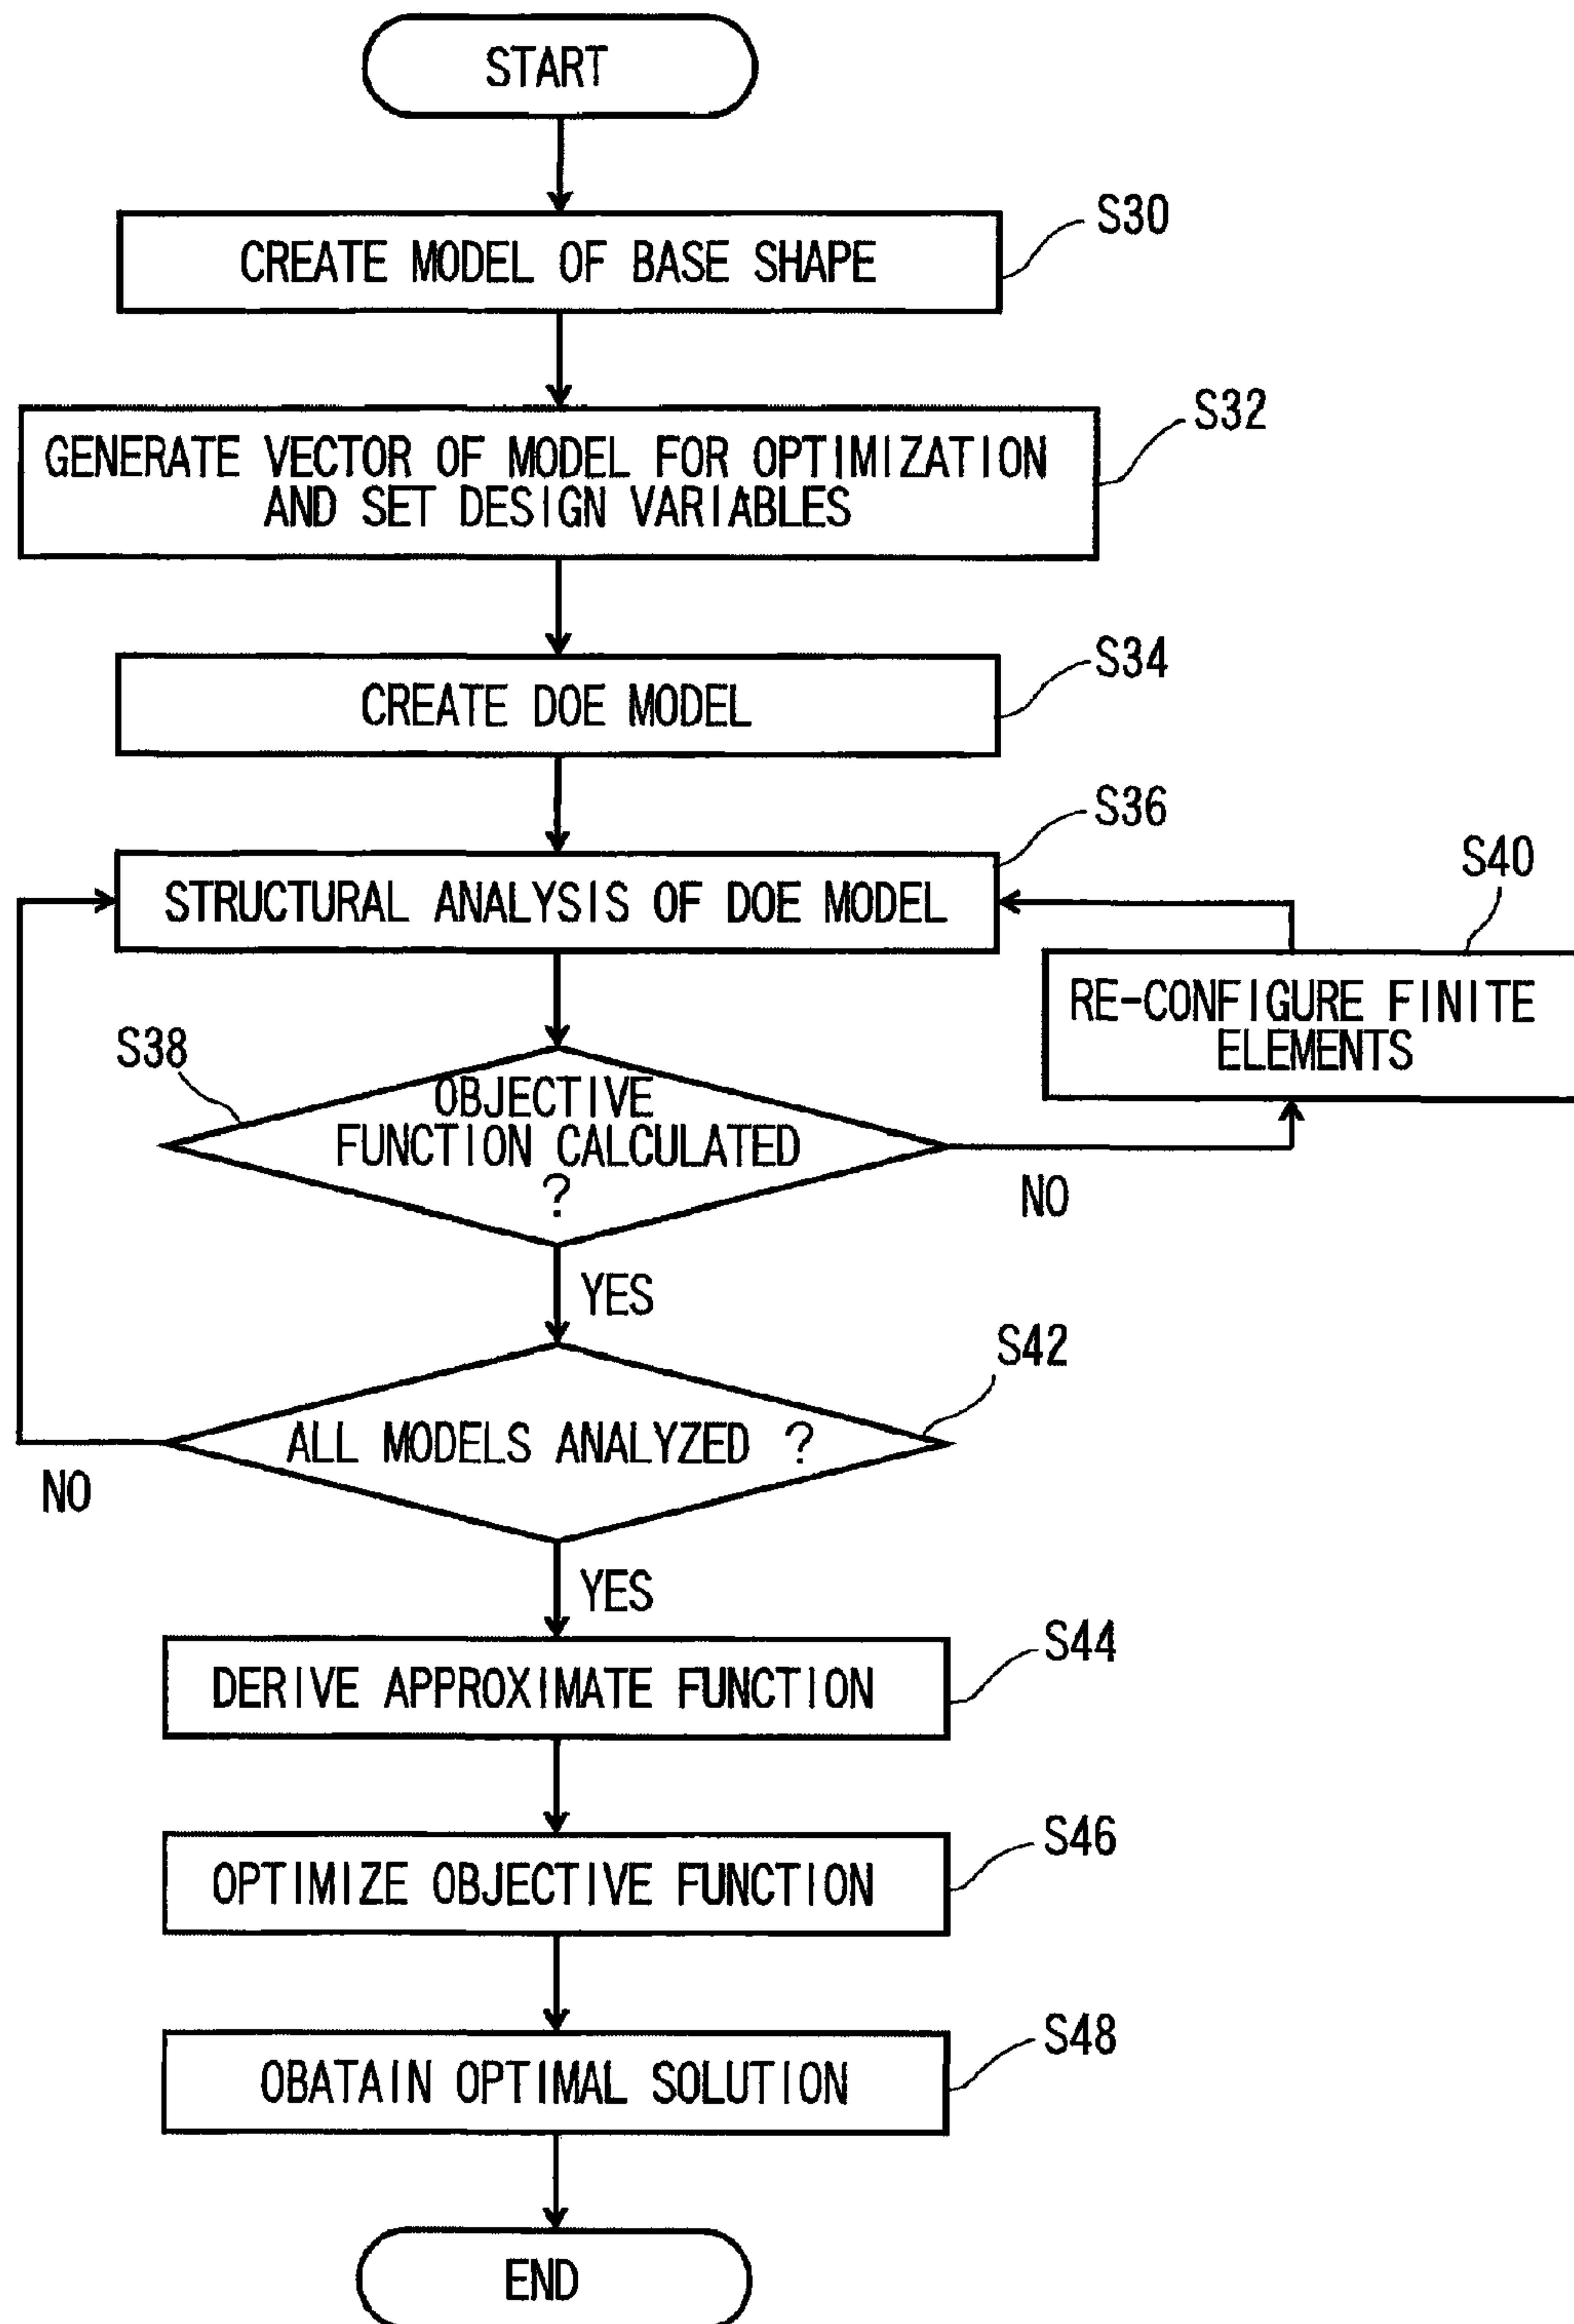 START
CREATE MODEL OF BASE SHAPE
S30
GENERATE VECTOR OF MODEL FOR OPTIMIZATION
AND SET DESIGN VARIABLES
S32
CREATE DOE MODEL
S34
STRUCTURAL ANALYSIS OF DOE MODEL
S36
S40
RE-CONFIGURE FINITE
ELEMENTS
S38
OBJECTIVE
FUNCTION CALCULATED
?
NO
YES
S42
ALL MODELS ANALYZED ?
NO
YES
DERIVE APPROXIMATE FUNCTION
S44
OPTIMIZE OBJECTIVE FUNCTION
S46
OBATAIN OPTIMAL SOLUTION
S48
END